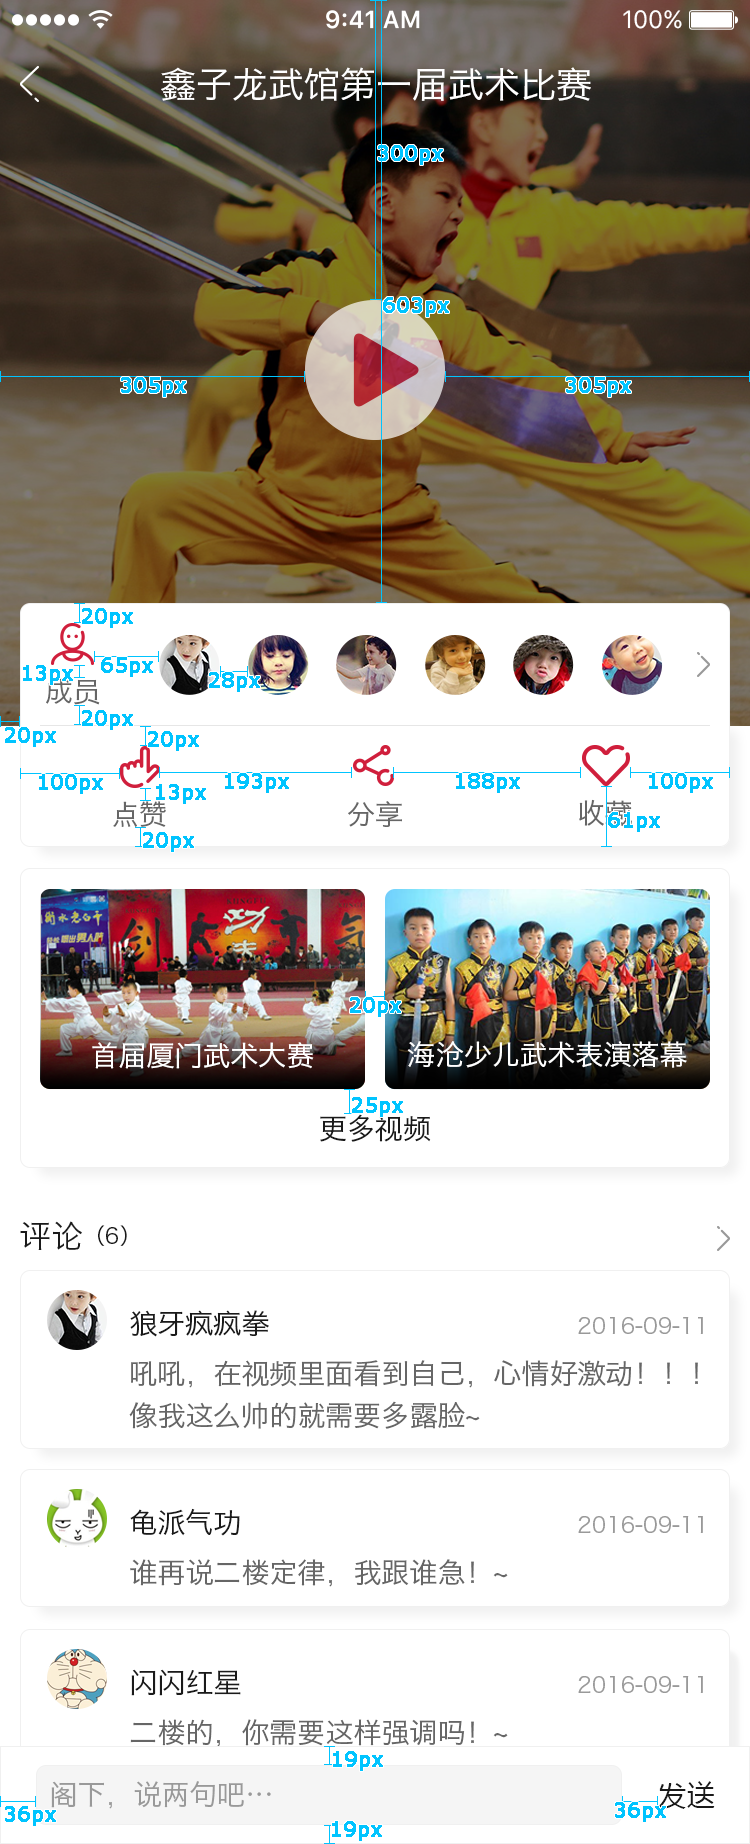 9:41 AM 100%
鑫子龙武馆第一届武术比赛
300px
603px
305px 305px
20px
13px 65px 28px
成员
20px
20px 20px
100px 193px 188px 100px
13px
点赞 分享 收藏
61px
20px
20px
首届厦门武术大赛 海沧少儿武术表演落幕
25px
更多视频
评论（6）
狼牙疯疯拳 2016-09-11
吼吼，在视频里面看到自己，心情好激动！！！
像我这么帅的就需要多露脸~
龟派气功 2016-09-11
谁再说二楼定律，我跟谁急！~
闪闪红星 2016-09-11
二楼的，你需要这样强调吗！~
19px
阁下，说两句吧… 发送
36px 36px
19px